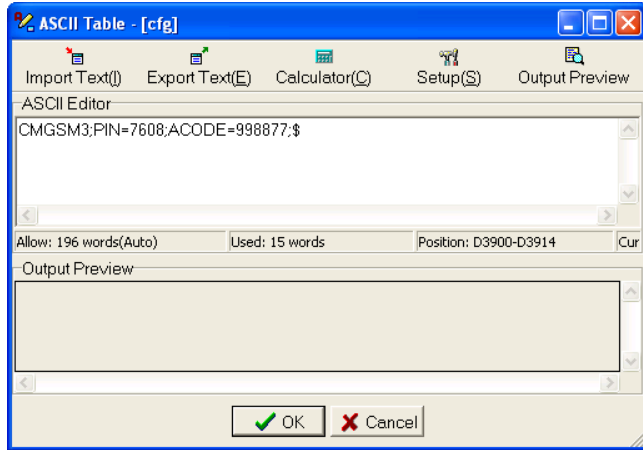 ASCII Table - [cfg]
Import Text(I) Export Text(E) Calculator(C) Setup(S) Output Preview
ASCII Editor
CMGSM3;PIN=7608;ACODE=998877;$
Allow: 196 words(Auto) Used: 15 words Position: D3900-D3914 Cur
Output Preview
OK Cancel